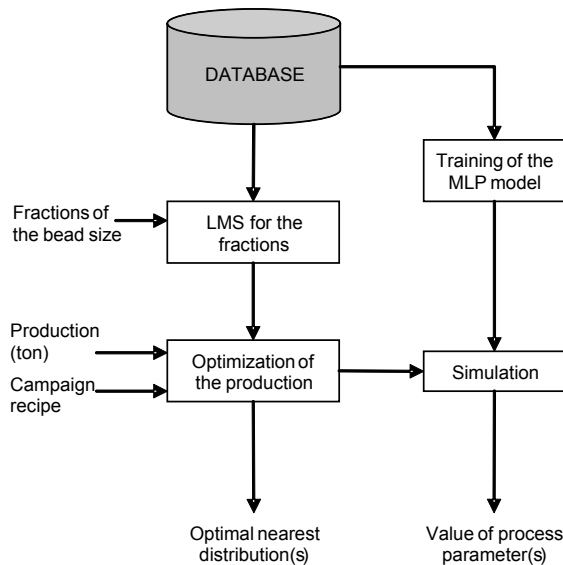 DATABASE
Training of the
MLP model
Fractions of
the bead size
LMS for the
fractions
Production
(ton)
Campaign
recipe
Optimization of
the production
Simulation
Optimal nearest
distribution(s)
Value of process
parameter(s)